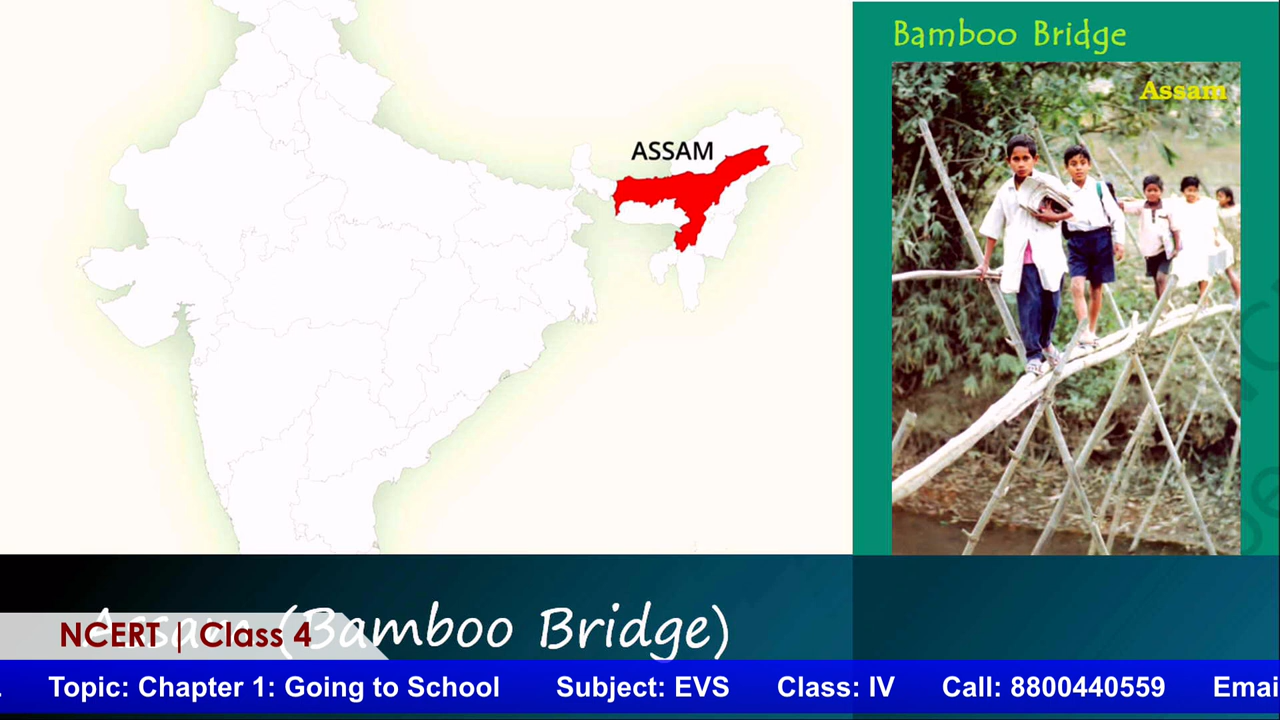 Bamboo Bridge
Assam
ASSAM
Assam (Bamboo Bridge)
NCERT | Class 4
Topic: Chapter 1: Going to School Subject: EVS Class: IV Call: 8800440559 Emai